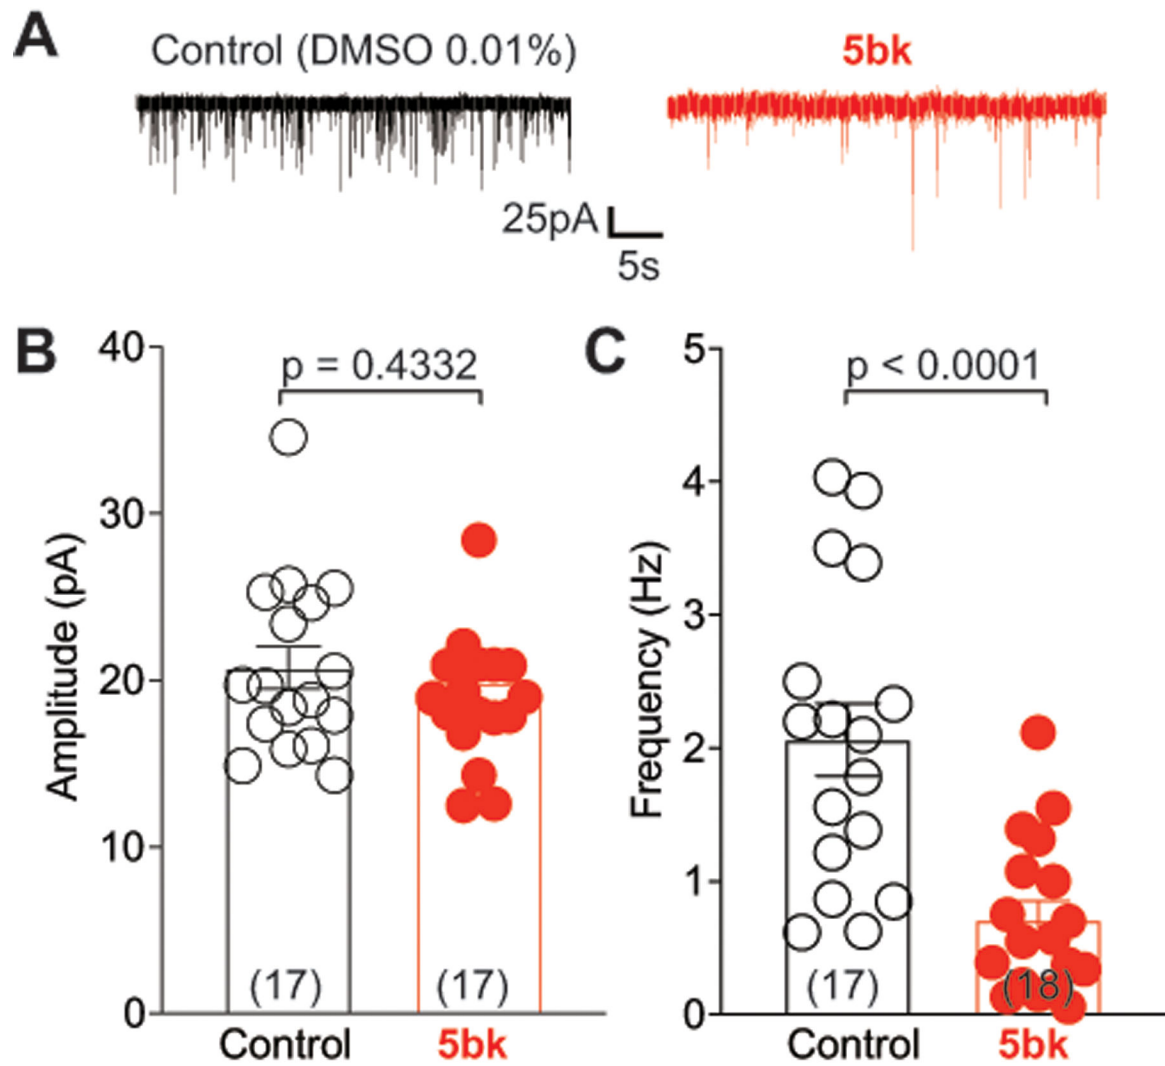 A
Control (DMSO 0.01%)
5bk
25pA
5s
B
p = 0.4332
40
30
20
10
0
Amplitude (pA)
(17)
(17)
Control
5bk
C
p < 0.0001
5
4
3
2
1
0
Frequency (Hz)
(17)
(18)
Control
5bk